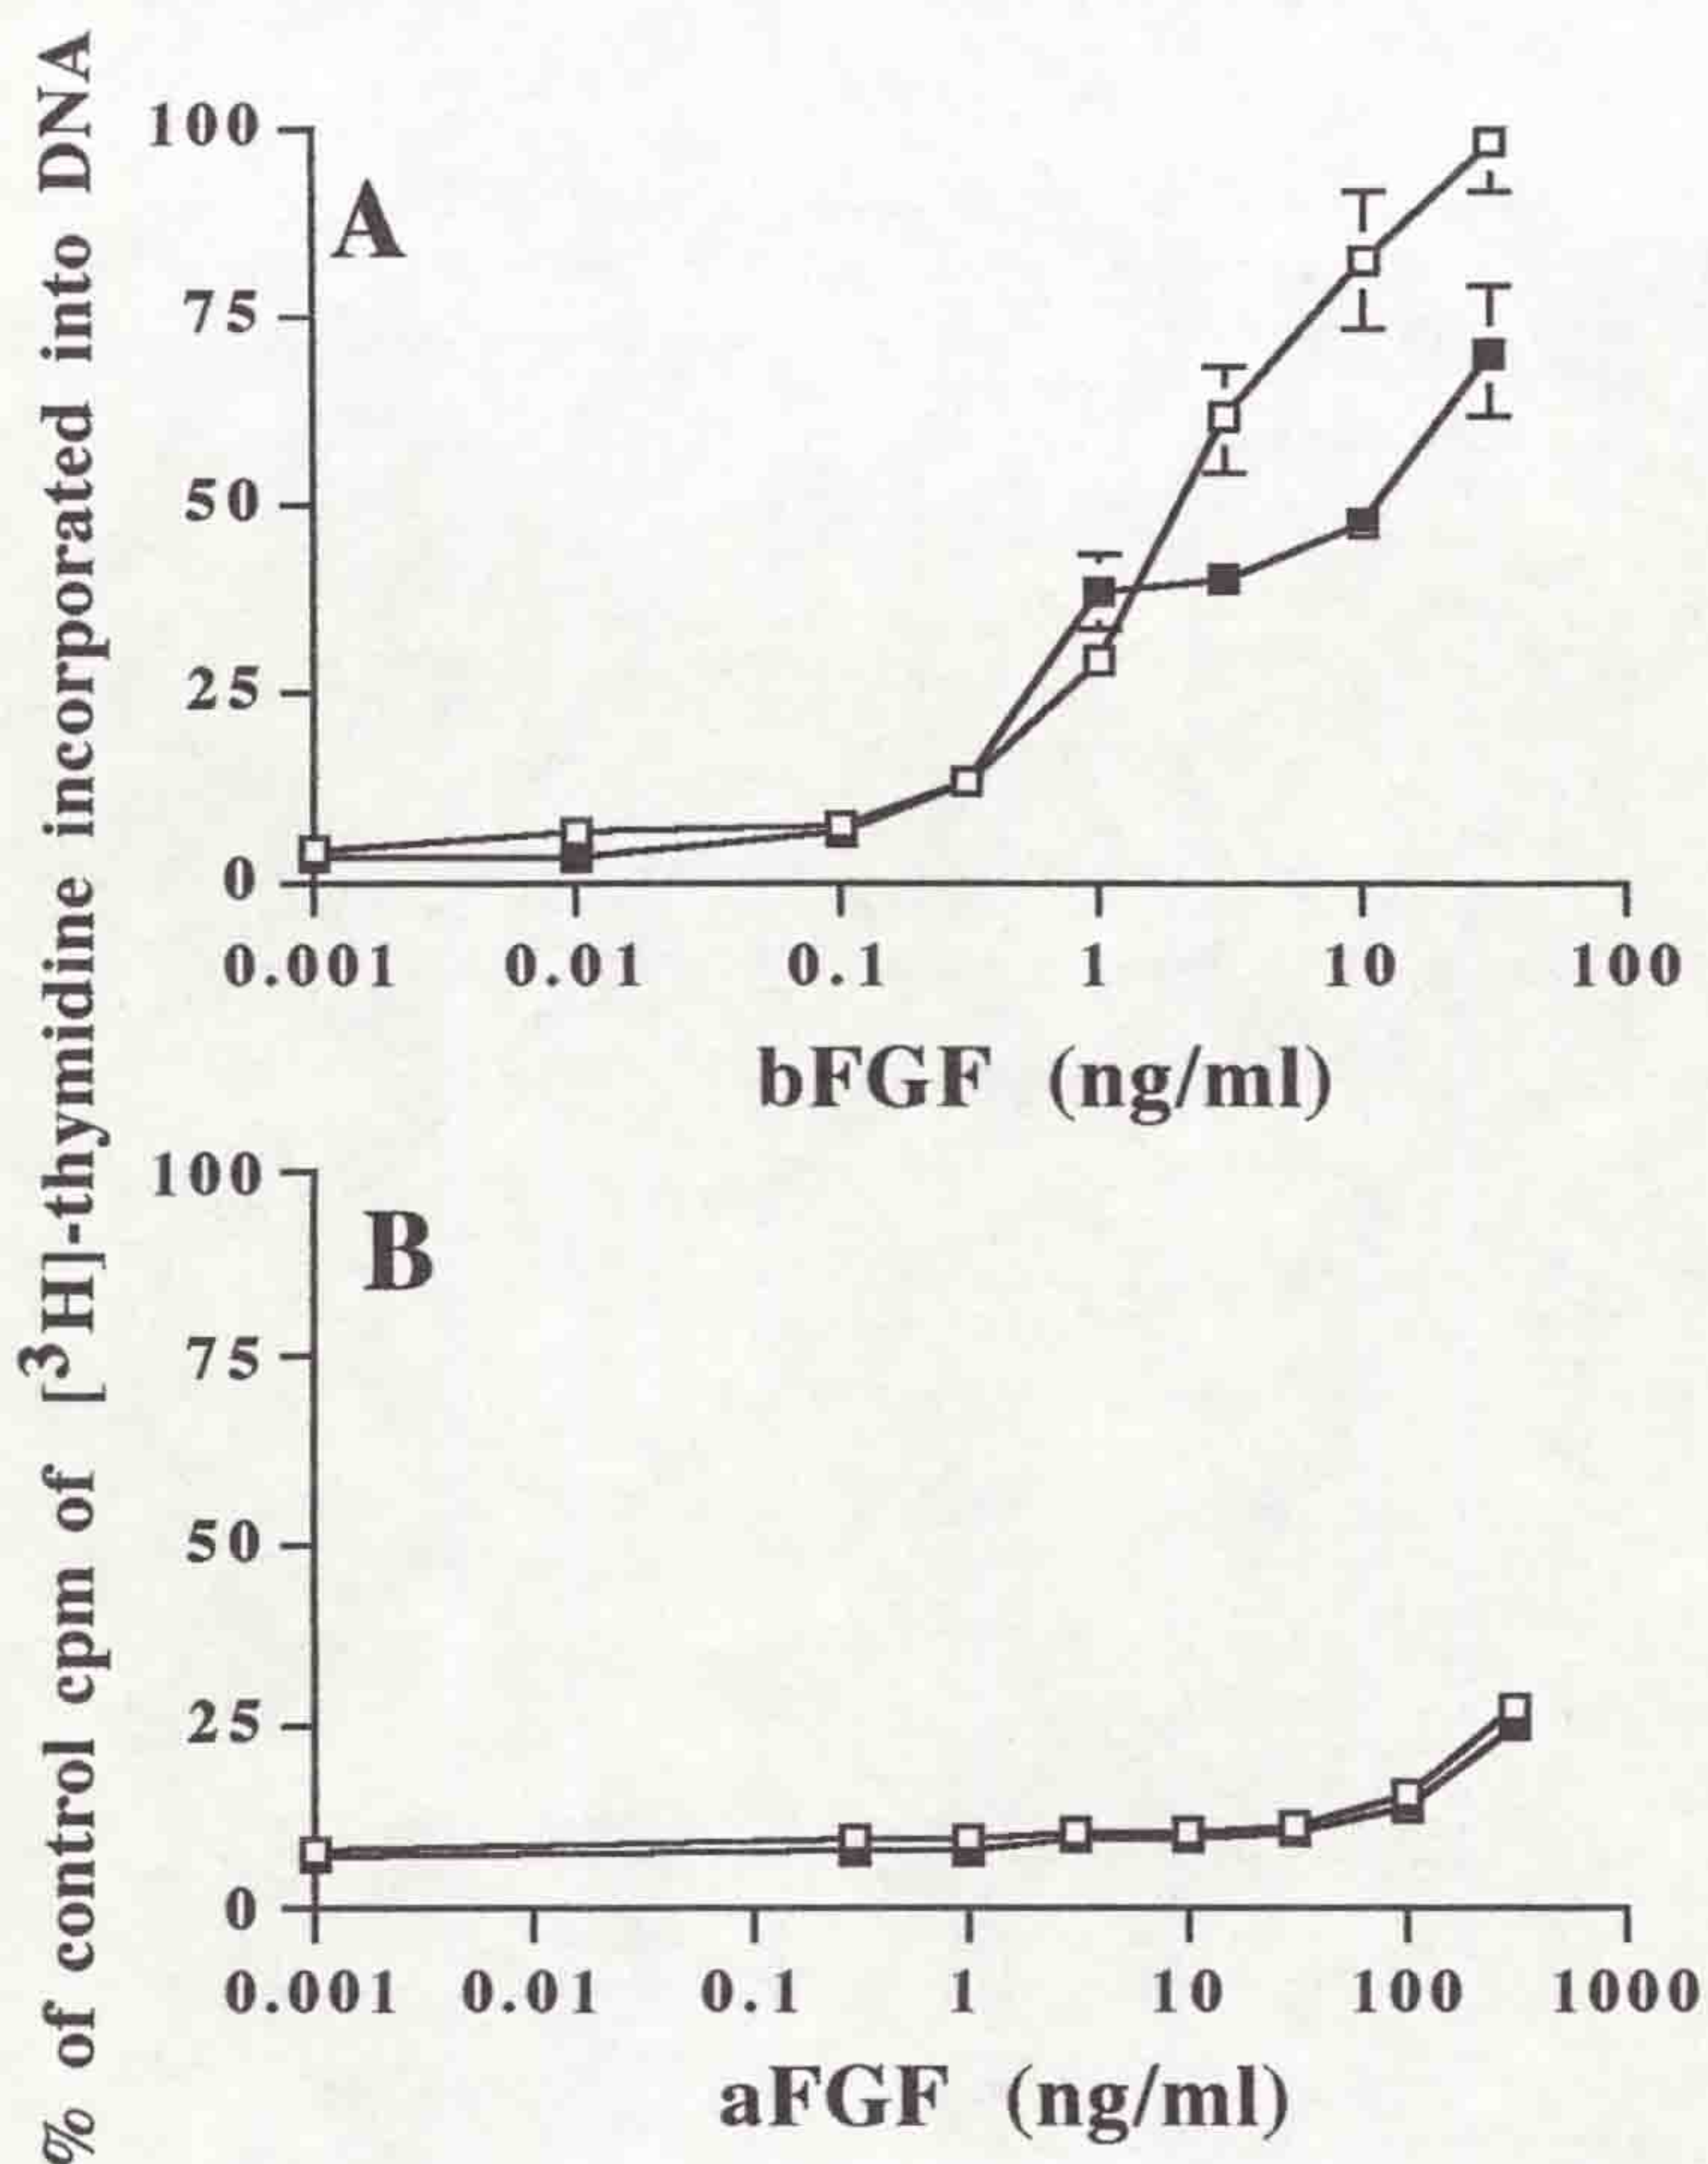 % of control cpm of [³H]-thymidine incorporated into DNA
A
100
75
50
25
0
0.001 0.01 0.1 1 10 100
bFGF (ng/ml)
B
100
75
50
25
0
0.001 0.01 0.1 1 10 100 1000
aFGF (ng/ml)